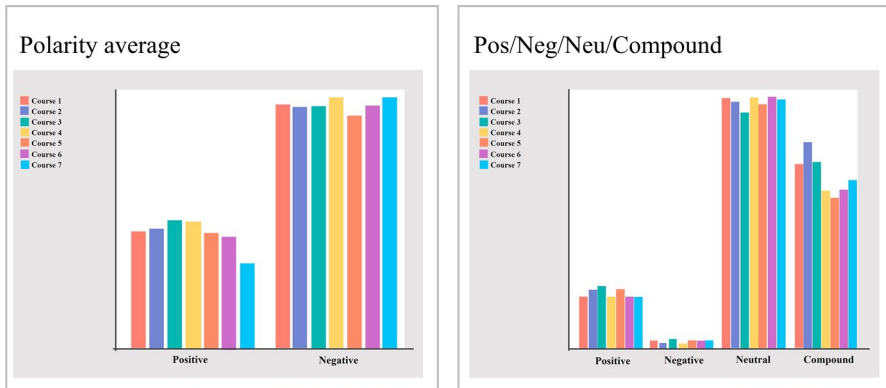 Polarity average
Course 1
Course 2
Course 3
Course 4
Course 5
Course 6
Course 7
Positive
Negative
Pos/Neg/Neu/Compound
Course 1
Course 2
Course 3
Course 4
Course 5
Course 6
Course 7
Positive
Negative
Neutral
Compound